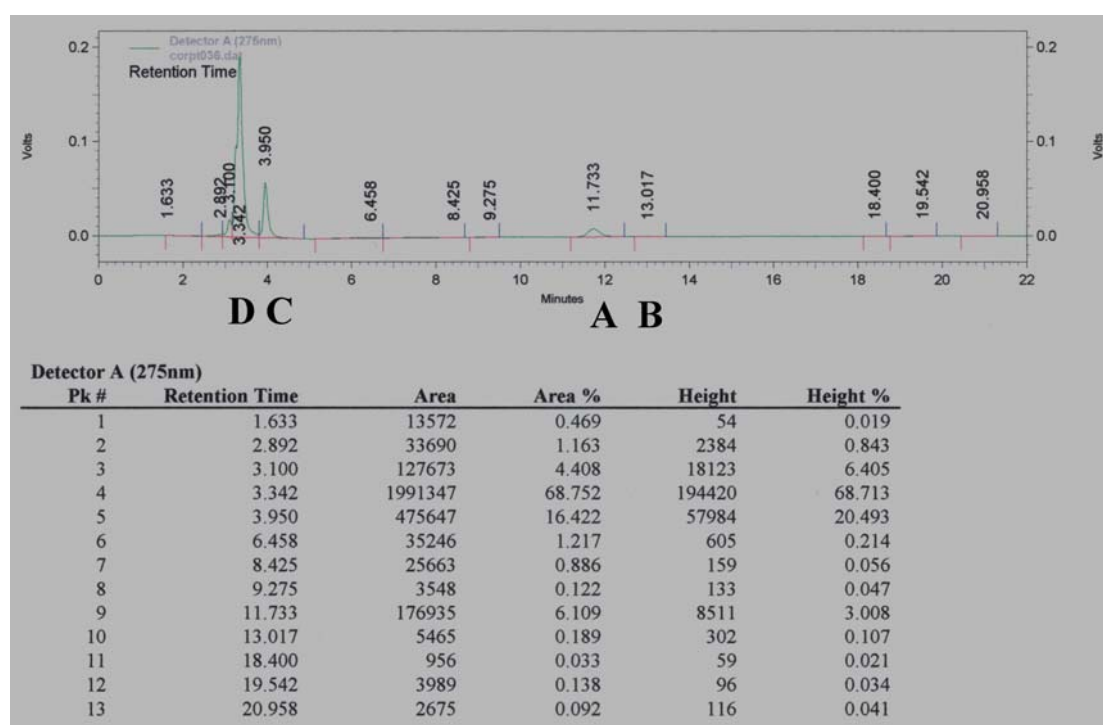 Detector A (275nm)
corpt036.dat
Retention Time
0.2
0.1
0.0
Volts
1.633
2.892
3.100
3.342
3.950
6.458
8.425
9.275
11.733
13.017
18.400
19.542
20.958
0.2
0.1
0.0
Volts
0 2 4 6 8 10 12 14 16 18 20 22
Minutes
D C A B
Detector A (275nm)
Pk # Retention Time Area Area % Height Height %
1 1.633 13572 0.469 54 0.019
2 2.892 33690 1.163 2384 0.843
3 3.100 127673 4.408 18123 6.405
4 3.342 1991347 68.752 194420 68.713
5 3.950 475647 16.422 57984 20.493
6 6.458 35246 1.217 605 0.214
7 8.425 25663 0.886 159 0.056
8 9.275 3548 0.122 133 0.047
9 11.733 176935 6.109 8511 3.008
10 13.017 5465 0.189 302 0.107
11 18.400 956 0.033 59 0.021
12 19.542 3989 0.138 96 0.034
13 20.958 2675 0.092 116 0.041